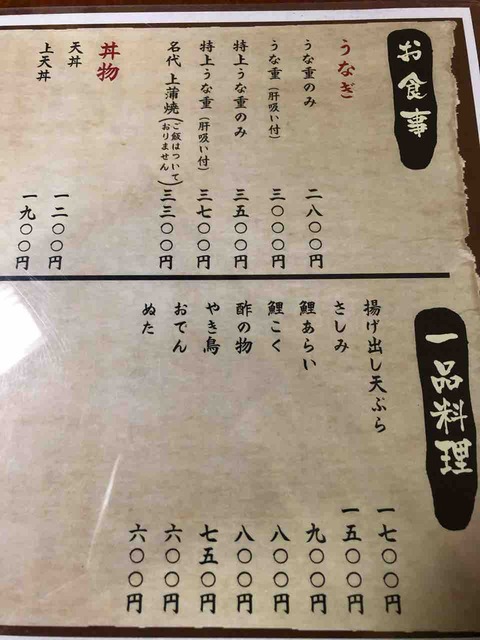 お食事
うなぎ
うな重のみ 二八〇〇円
うな重(肝吸い付) 三〇〇〇円
特上うな重のみ 三五〇〇円
特上うな重(肝吸い付) 三七〇〇円
名代 上蒲焼(ご飯はついておりません) 三三〇〇円
丼物
天丼 一二〇〇円
上天丼 一九〇〇円
一品料理
揚げ出し天ぷら 一七〇〇円
さしみ 一五〇〇円
鯉あらい 九〇〇円
鯉こく 八〇〇円
酢の物 八〇〇円
やき鳥 七五〇円
おでん 六〇〇円
ぬた 六〇〇円